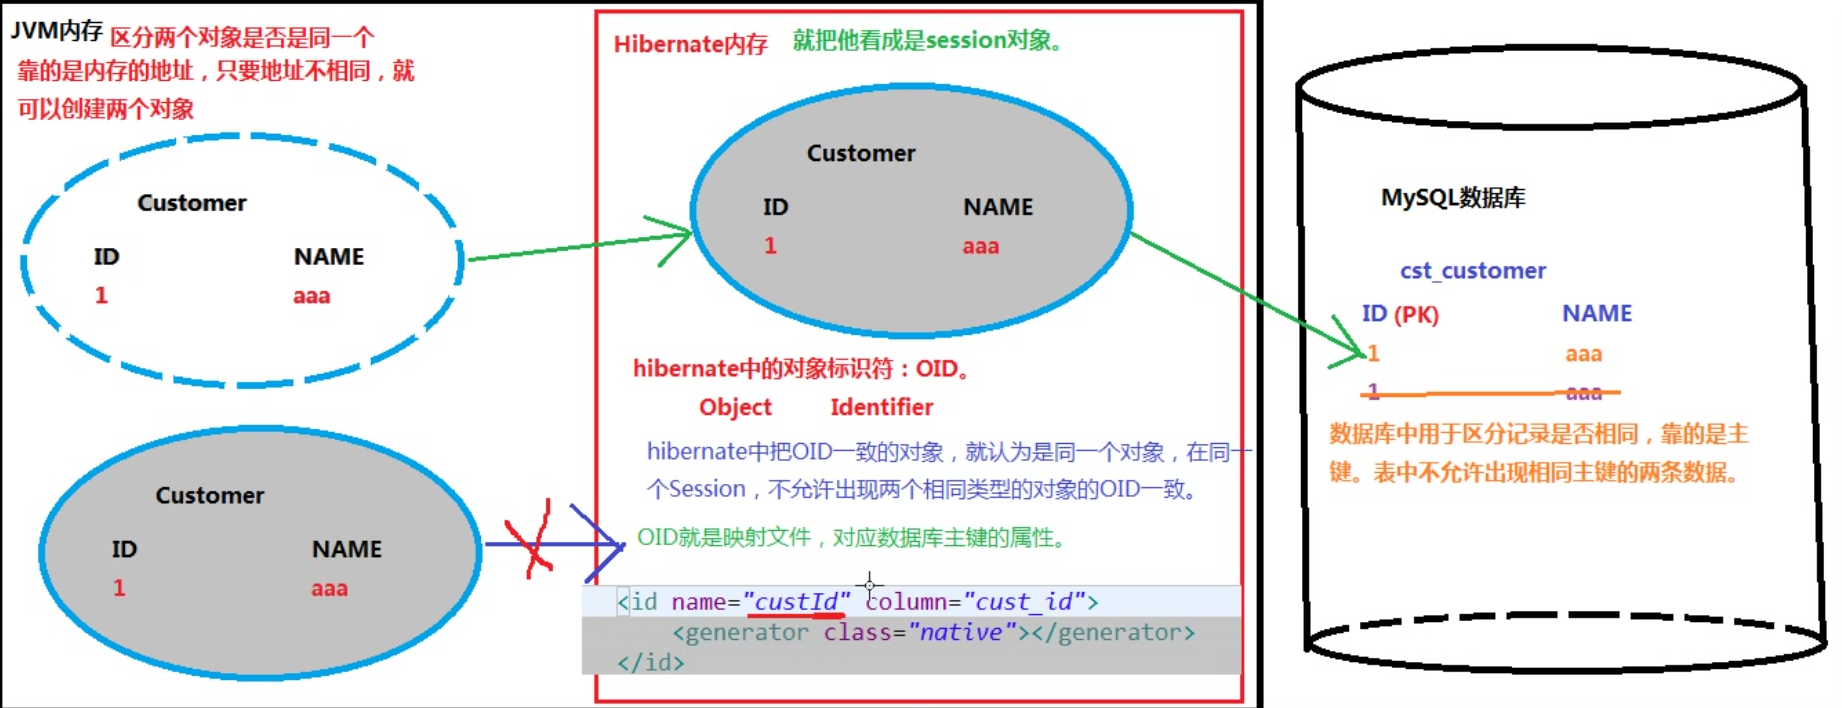 JVM内存 区分两个对象是否是同一个
靠的是内存的地址，只要地址不相同，就
可以创建两个对象
Customer
ID NAME
1 aaa
Customer
ID NAME
1 aaa
Hibernate内存 就把他看成是session对象。
Customer
ID NAME
1 aaa
hibernate中的对象标识符：OID。
Object Identifier
hibernate中把OID一致的对象，就认为是同一个对象，在同一
个Session，不允许出现两个相同类型的对象的OID一致。
OID就是映射文件，对应数据库主键的属性。
<id name="custId" column="cust_id">
<generator class="native"></generator>
</id>
MySQL数据库
cst_customer
ID (PK) NAME
1 aaa
1 aaa
数据库中用于区分记录是否相同，靠的是主
键。表中不允许出现相同主键的两条数据。